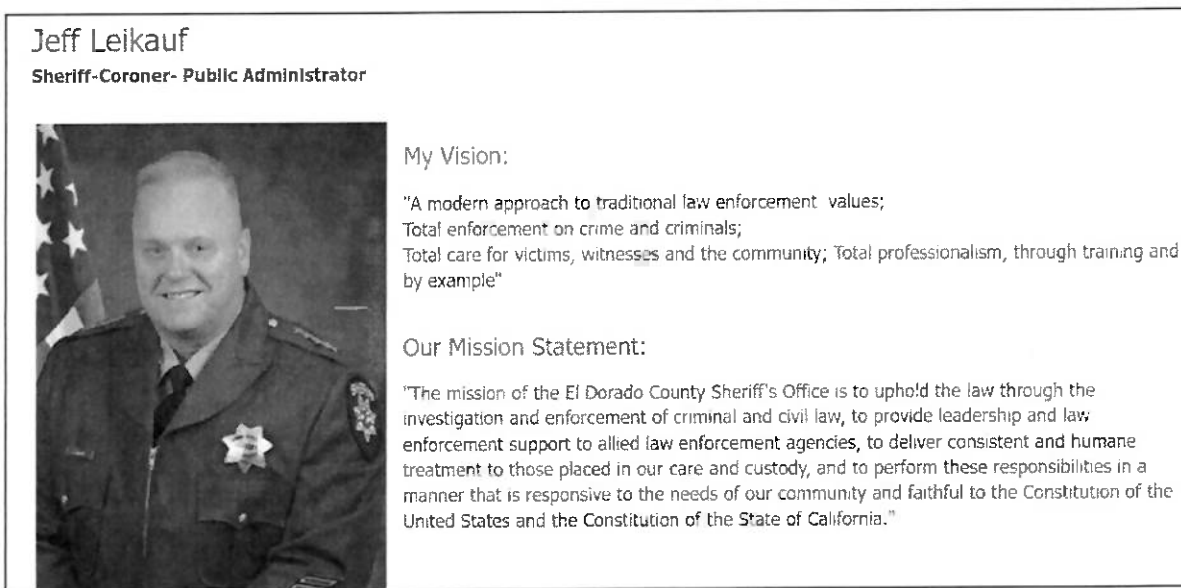 Jeff Leikauf
Sheriff-Coroner- Public Administrator
My Vision:
"A modern approach to traditional law enforcement values;
Total enforcement on crime and criminals;
Total care for victims, witnesses and the community; Total professionalism, through training and
by example"
Our Mission Statement:
"The mission of the El Dorado County Sheriff's Office is to uphold the law through the
investigation and enforcement of criminal and civil law, to provide leadership and law
enforcement support to allied law enforcement agencies, to deliver consistent and humane
treatment to those placed in our care and custody, and to perform these responsibilities in a
manner that is responsive to the needs of our community and faithful to the Constitution of the
United States and the Constitution of the State of California."